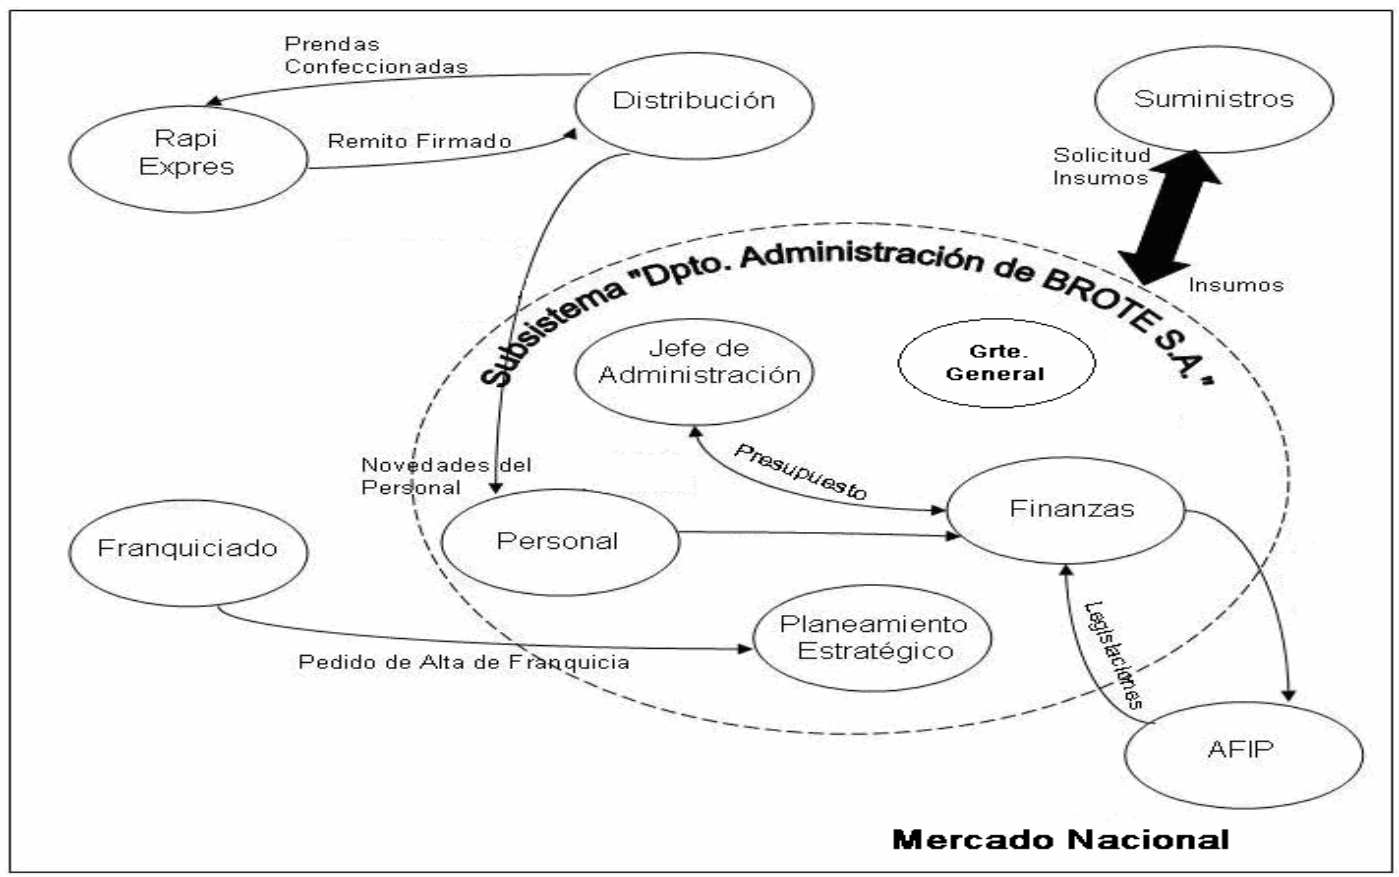 Prendas
Confeccionadas
Distribución
Suministros
Rapi
Expres
Remito Firmado
Solicitud
Insumos
Subsistema "Dpto. Administración de BROTE S.A."
Insumos
Jefe de
Administración
Grte.
General
Presupuesto
Novedades del
Personal
Finanzas
Personal
Franquiciado
Planeamiento
Estratégico
Legislaciones
Pedido de Alta de Franquicia
AFIP
Mercado Nacional